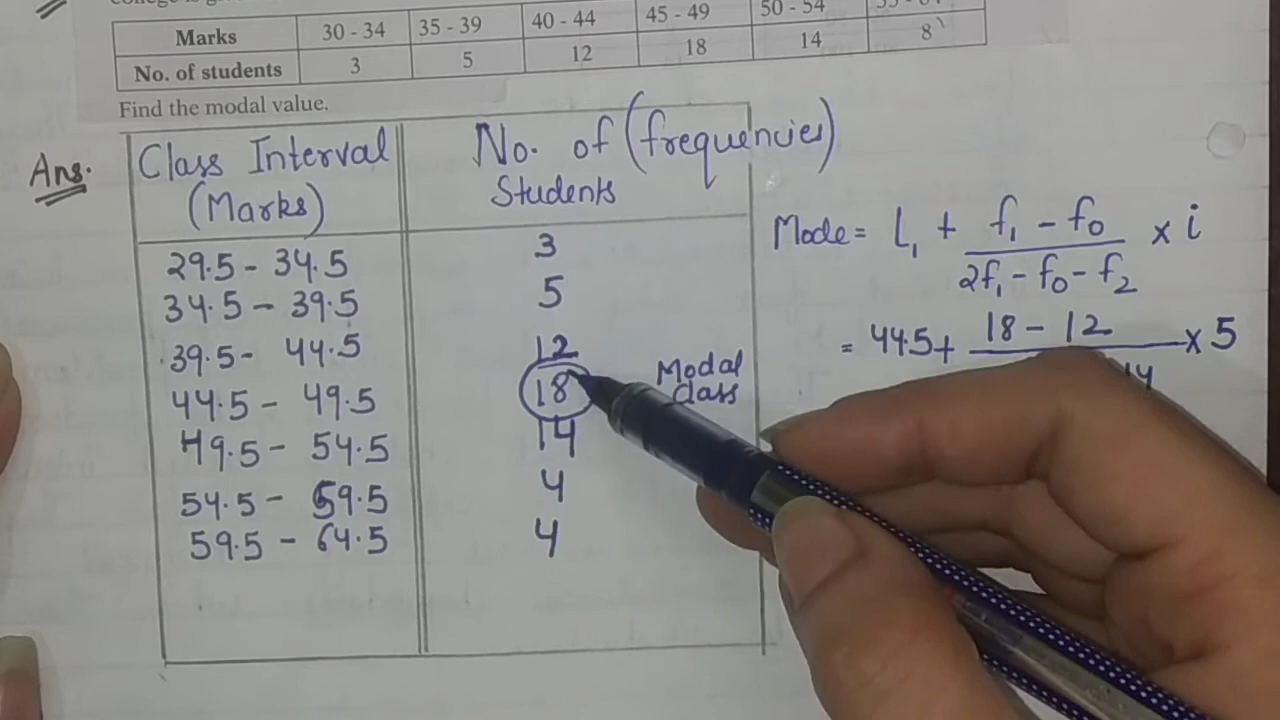 Marks 30 - 34 35 - 39 40 - 44 45 - 49 50 - 54
No. of students 3 5 12 18 14 8
Find the modal value.
Ans.
Class Interval (Marks)
No. of Students (frequencies)
29.5 - 34.5 3
34.5 - 39.5 5
39.5 - 44.5 12
44.5 - 49.5 18 Modal class
49.5 - 54.5 14
54.5 - 59.5 4
59.5 - 64.5 4
Mode = L₁ + f₁ - f₀ / 2f₁ - f₀ - f₂ × i
= 44.5 + 18 - 12 / 14 × 5